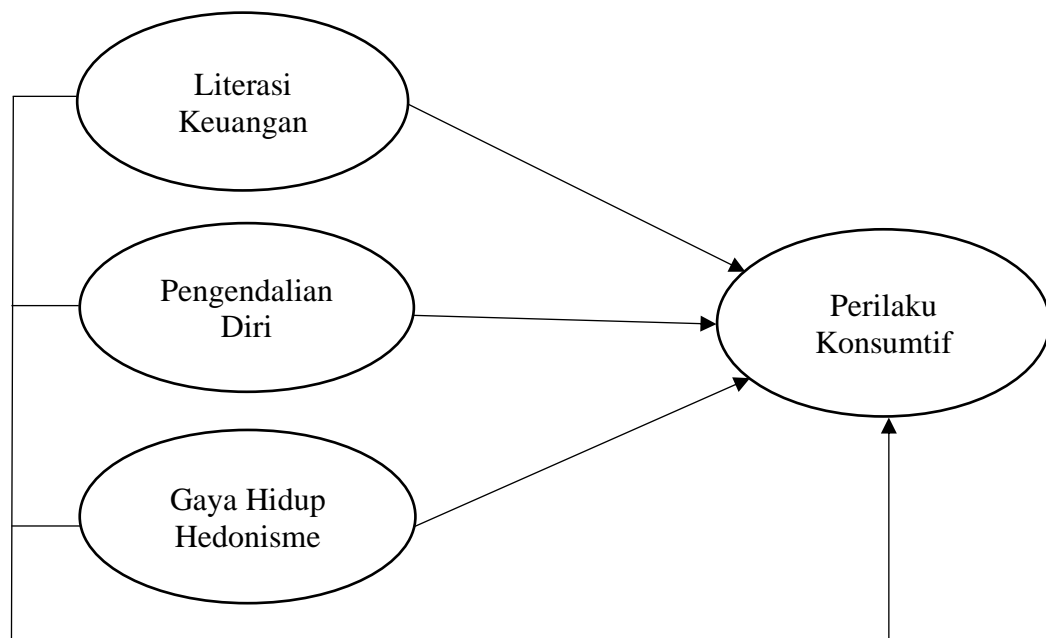 Literasi
Keuangan
Pengendalian
Diri
Perilaku
Konsumtif
Gaya Hidup
Hedonisme